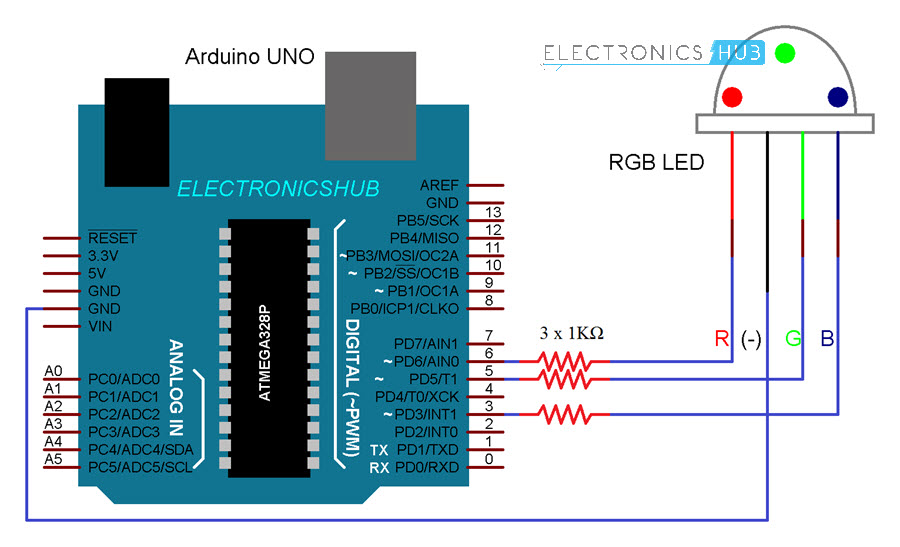 Arduino UNO
ELECTRONICS HUB
RGB LED
ELECTRONICSHUB
RESET
3.3V
5V
GND
GND
VIN
A0 PC0/ADC0
A1 PC1/ADC1
A2 PC2/ADC2
A3 PC3/ADC3
A4 PC4/ADC4/SDA
A5 PC5/ADC5/SCL
ANALOG IN
ATMEGA328P
DIGITAL (~PWM)
AREF
GND
PB5/SCK 13
PB4/MISO 12
~PB3/MOSI/OC2A 11
~ PB2/SS/OC1B 10
~ PB1/OC1A 9
PB0/ICP1/CLKO 8
PD7/AIN1 7
~PD6/AIN0 6
~ PD5/T1 5
PD4/T0/XCK 4
~PD3/INT1 3
PD2/INT0 2
TX PD1/TXD 1
RX PD0/RXD 0
3 x 1KΩ
R (-) G B